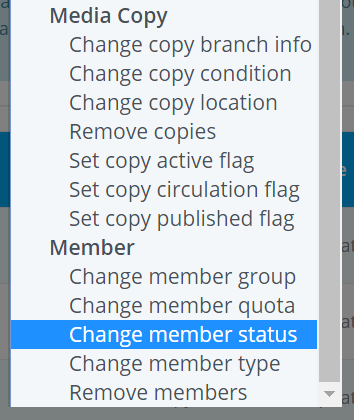 Media Copy
Change copy branch info
Change copy condition
Change copy location
Remove copies
Set copy active flag
Set copy circulation flag
Set copy published flag
Member
Change member group
Change member quota
Change member status
Change member type
Remove members